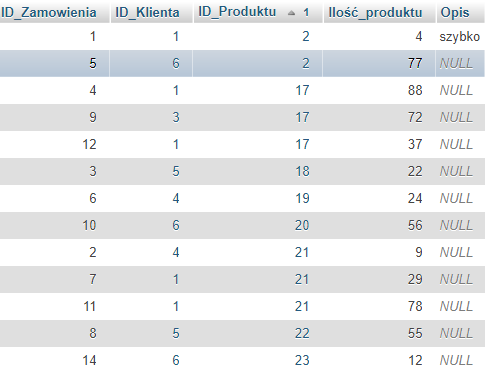 ID_Zamowienia ID_Klienta ID_Produktu 1 Ilość_produktu Opis
1 1 2 4 szybko
5 6 2 77 NULL
4 1 17 88 NULL
9 3 17 72 NULL
12 1 17 37 NULL
3 5 18 22 NULL
6 4 19 24 NULL
10 6 20 56 NULL
2 4 21 9 NULL
7 1 21 29 NULL
11 1 21 78 NULL
8 5 22 55 NULL
14 6 23 12 NULL